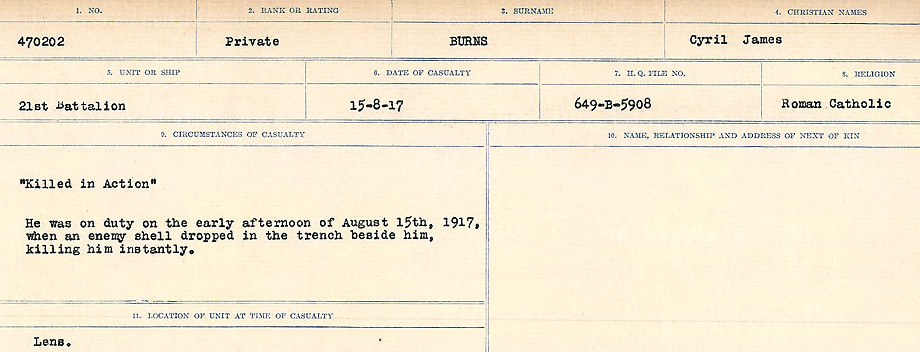 1. NO. 2. RANK OR RATING 3. SURNAME 4. CHRISTIAN NAMES
470202 Private BURNS Cyril James
5. UNIT OR SHIP 6. DATE OF CASUALTY 7. H. Q. FILE NO. 8. RELIGION
21st Battalion 15-8-17 649-B-5908 Roman Catholic
9. CIRCUMSTANCES OF CASUALTY 10. NAME, RELATIONSHIP AND ADDRESS OF NEXT OF KIN
"Killed in Action"
He was on duty on the early afternoon of August 15th, 1917,
when an enemy shell dropped in the trench beside him,
killing him instantly.
11. LOCATION OF UNIT AT TIME OF CASUALTY
Lens.